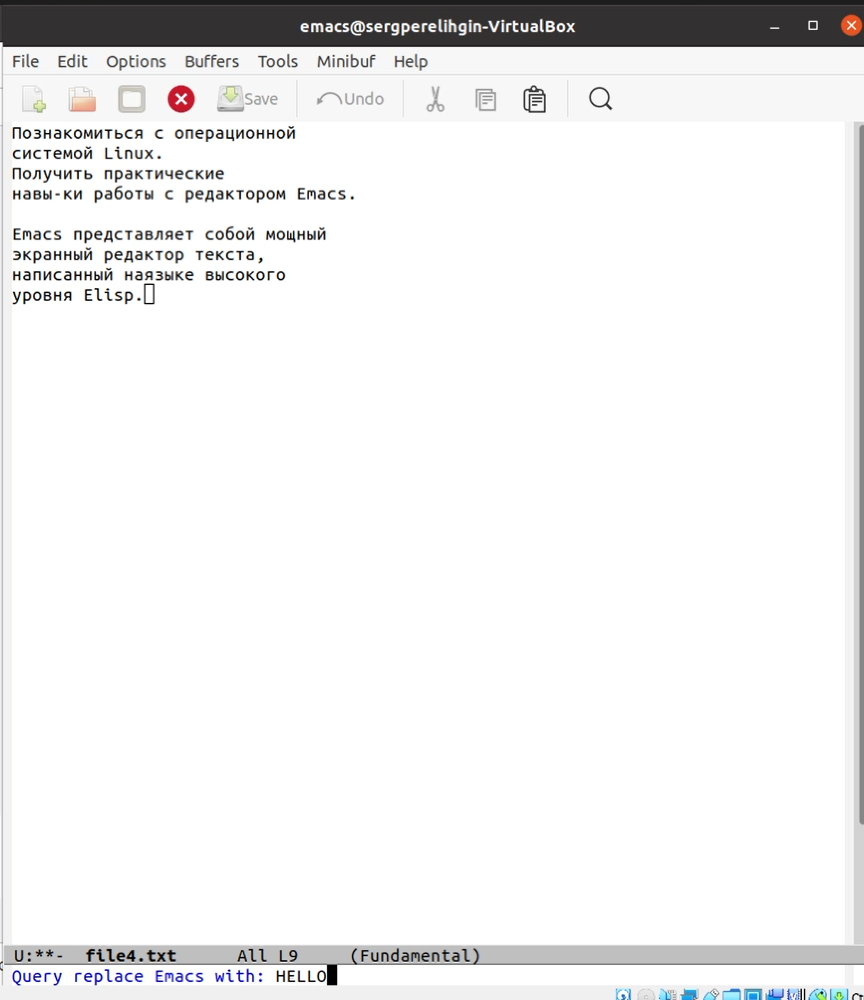 emacs@sergperelihgin-VirtualBox
File Edit Options Buffers Tools Minibuf Help
Save Undo
Познакомиться с операционной
системой Linux.
Получить практические
навы-ки работы с редактором Emacs.
Emacs представляет собой мощный
экранный редактор текста,
написанный наязыке высокого
уровня Elisp.
U:**- file4.txt All L9 (Fundamental)
Query replace Emacs with: HELLO